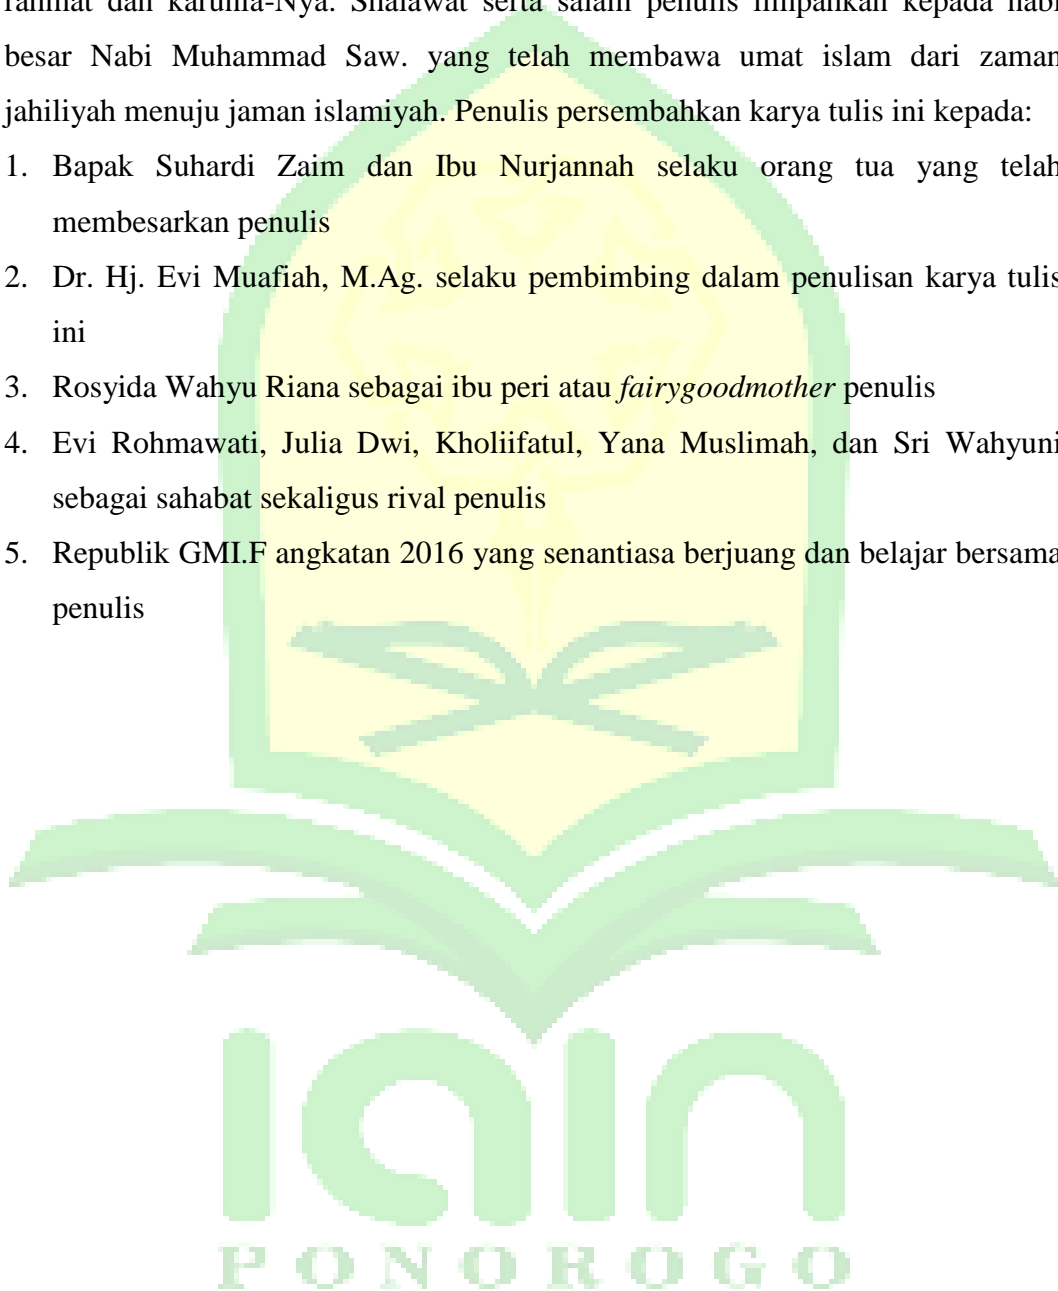 rahmat dan karunia-Nya. Shalawat serta salam penulis limpahkan kepada nabi
besar Nabi Muhammad Saw. yang telah membawa umat islam dari zaman
jahiliyah menuju jaman islamiyah. Penulis persembahkan karya tulis ini kepada:
1. Bapak Suhardi Zaim dan Ibu Nurjannah selaku orang tua yang telah
membesarkan penulis
2. Dr. Hj. Evi Muafiah, M.Ag. selaku pembimbing dalam penulisan karya tulis
ini
3. Rosyida Wahyu Riana sebagai ibu peri atau fairygoodmother penulis
4. Evi Rohmawati, Julia Dwi, Kholiifatul, Yana Muslimah, dan Sri Wahyuni
sebagai sahabat sekaligus rival penulis
5. Republik GMI.F angkatan 2016 yang senantiasa berjuang dan belajar bersama
penulis
iain
PONOROGO